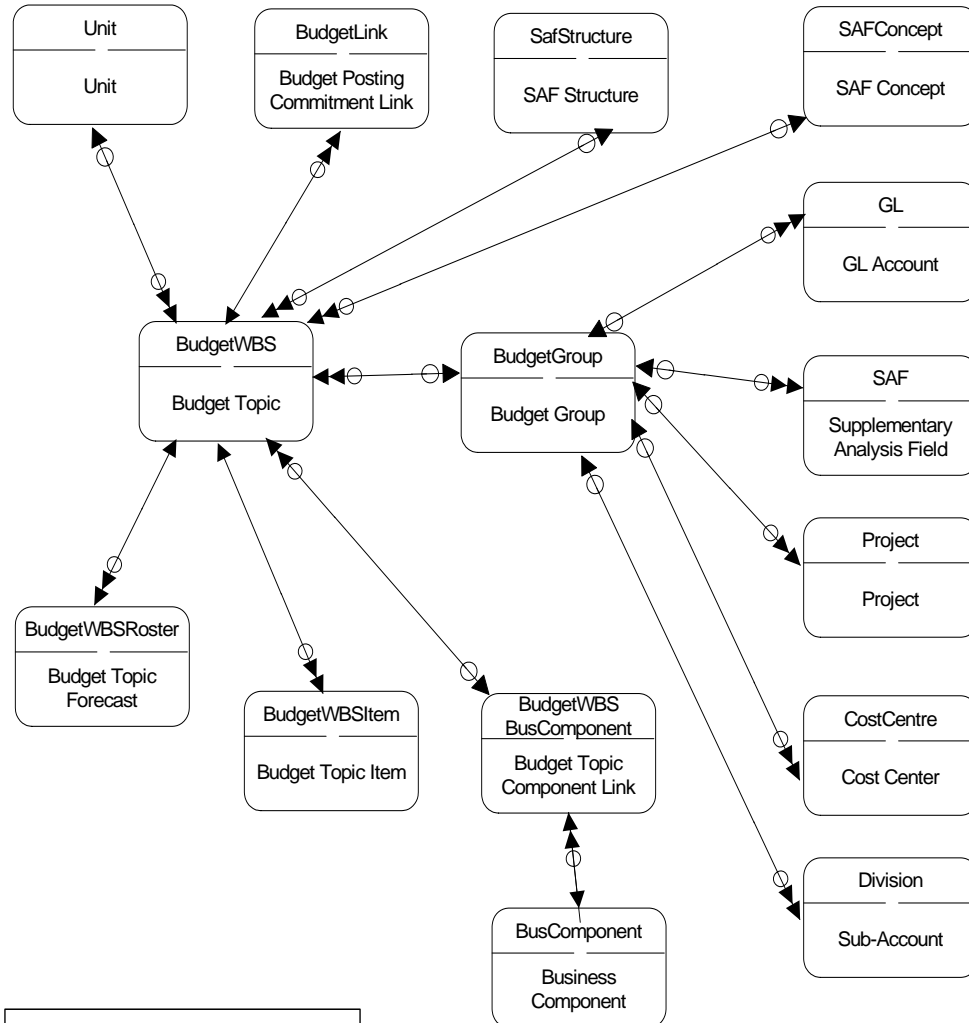 Unit
Unit
BudgetLink
Budget Posting
Commitment Link
SafStructure
SAF Structure
SAFConcept
SAF Concept
GL
GL Account
BudgetWBS
Budget Topic
BudgetGroup
Budget Group
SAF
Supplementary
Analysis Field
Project
Project
BudgetWBSRoster
Budget Topic
Forecast
BudgetWBSItem
Budget Topic Item
BudgetWBS
BusComponent
Budget Topic
Component Link
CostCentre
Cost Center
BusComponent
Business
Component
Division
Sub-Account